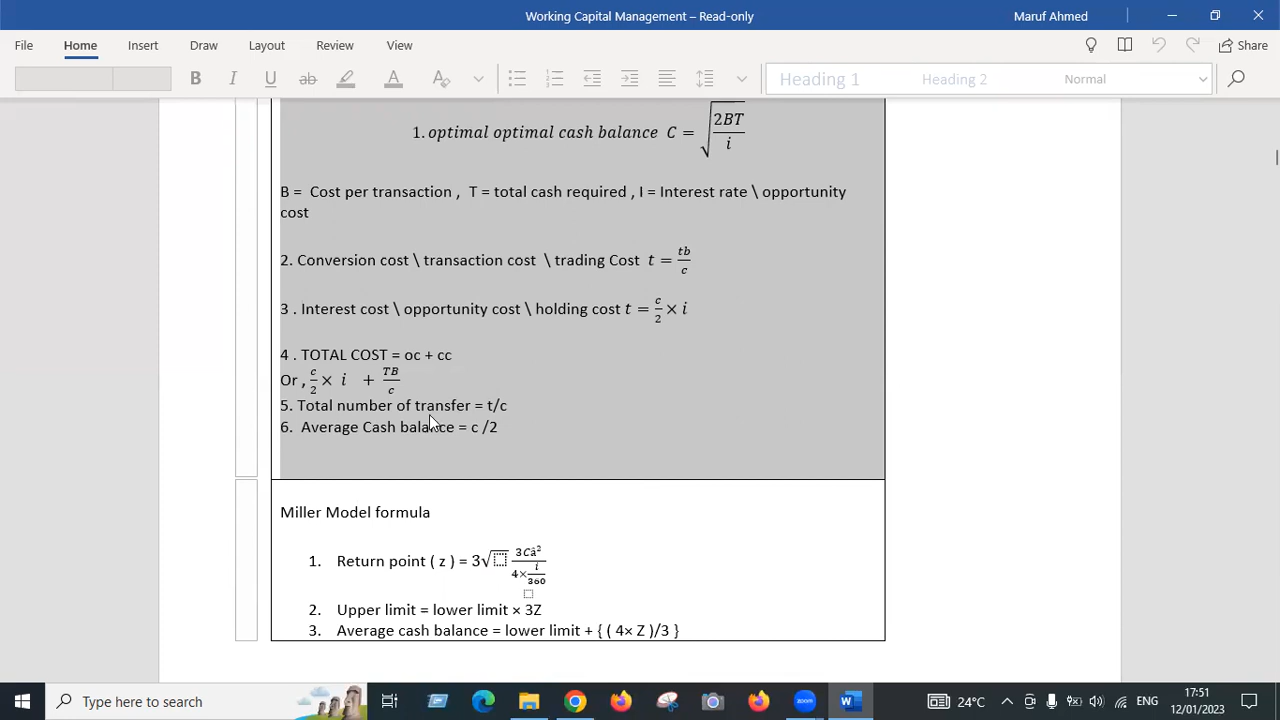 Working Capital Management – Read-only
Maruf Ahmed
File Home Insert Draw Layout Review View
Share
B I U ab A A
Heading 1 Heading 2 Normal
1. optimal optimal cash balance C = √(2BT/i)
B = Cost per transaction , T = total cash required , I = Interest rate \ opportunity
cost
2. Conversion cost \ transaction cost \ trading Cost t = tb/c
3 . Interest cost \ opportunity cost \ holding cost t = c/2 × i
4 . TOTAL COST = oc + cc
Or , c/2 × i + TB/c
5. Total number of transfer = t/c
6. Average Cash balance = c /2
Miller Model formula
1. Return point ( z ) = 3√ 3Câ²/(4×i/360)
2. Upper limit = lower limit × 3Z
3. Average cash balance = lower limit + { ( 4× Z )/3 }
Type here to search
24°C
ENG
17:51
12/01/2023